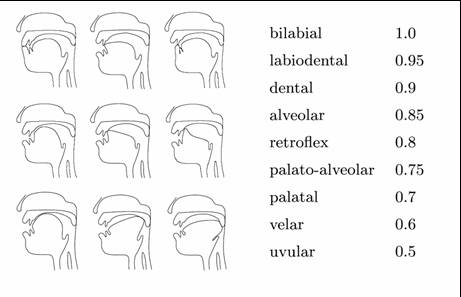 bilabial 1.0
labiodental 0.95
dental 0.9
alveolar 0.85
retroflex 0.8
palato-alveolar 0.75
palatal 0.7
velar 0.6
uvular 0.5